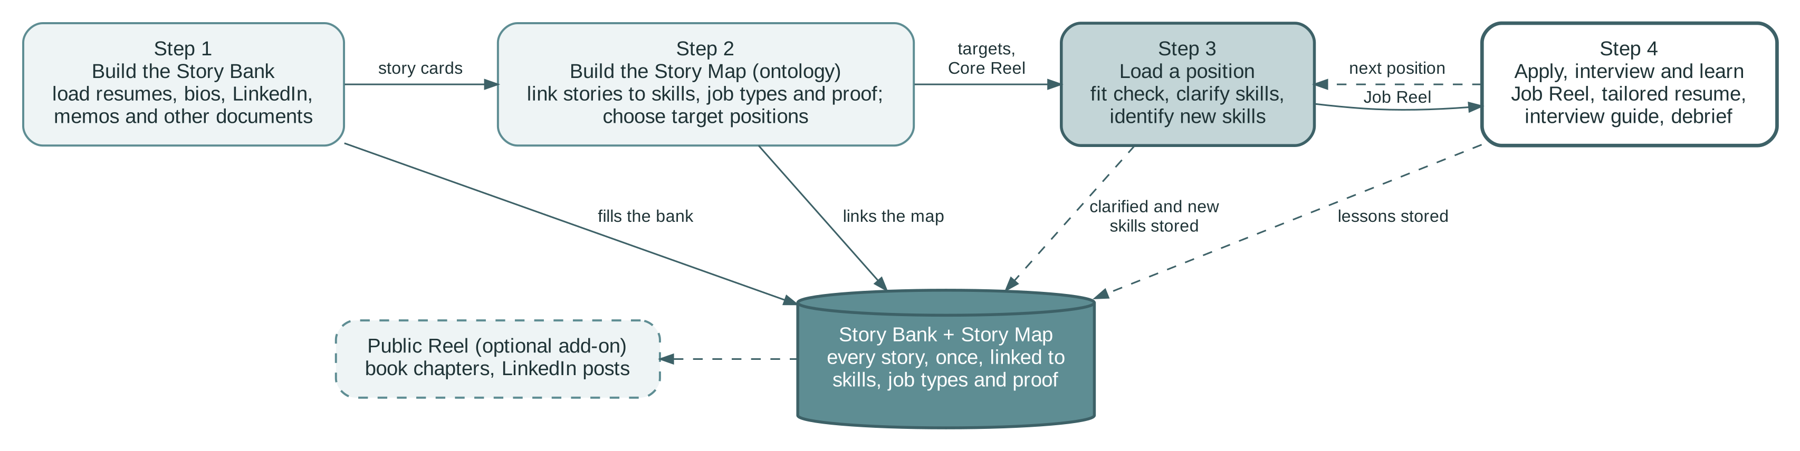 Step 1
Build the Story Bank
load resumes, bios, LinkedIn,
memos and other documents
story cards
Step 2
Build the Story Map (ontology)
link stories to skills, job types and proof;
choose target positions
targets,
Core Reel
Step 3
Load a position
fit check, clarify skills,
identify new skills
next position
Job Reel
Step 4
Apply, interview and learn
Job Reel, tailored resume,
interview guide, debrief
fills the bank
links the map
clarified and new
skills stored
lessons stored
Public Reel (optional add-on)
book chapters, LinkedIn posts
Story Bank + Story Map
every story, once, linked to
skills, job types and proof